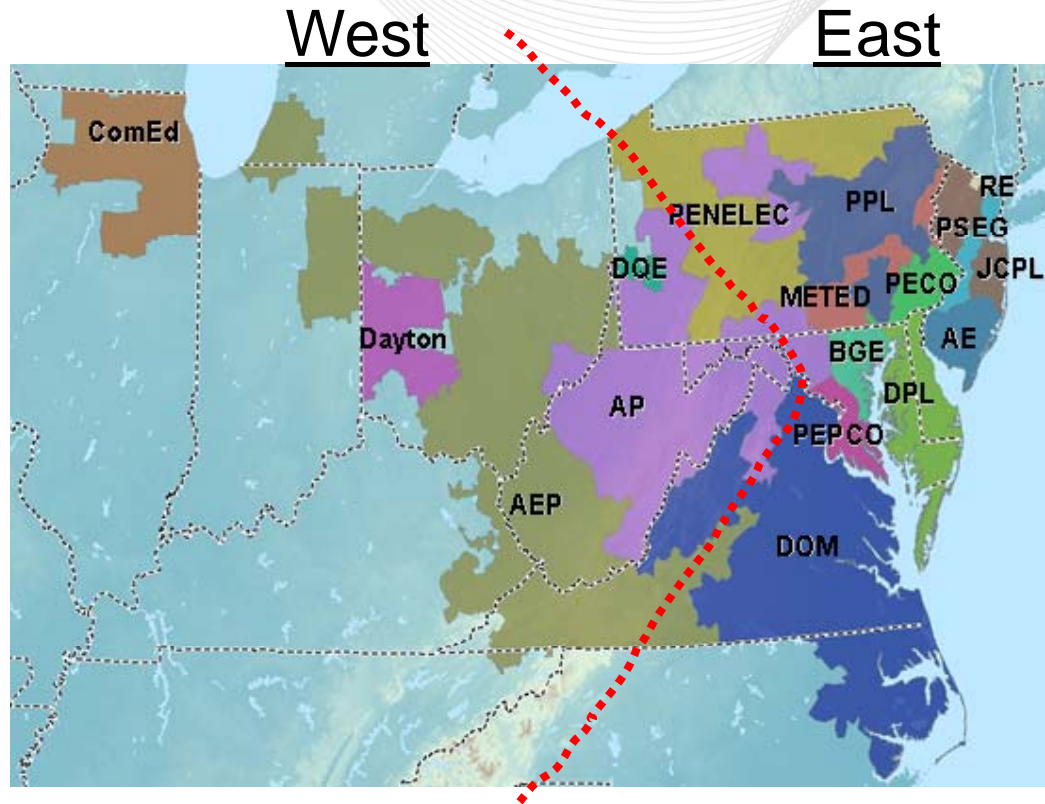 West
East
ComEd
RE
PPL
PENELEC
PSEG
DQE
JCPL
PECO
METED
Dayton
AE
BGE
DPL
AP
PEPCO
AEP
DOM